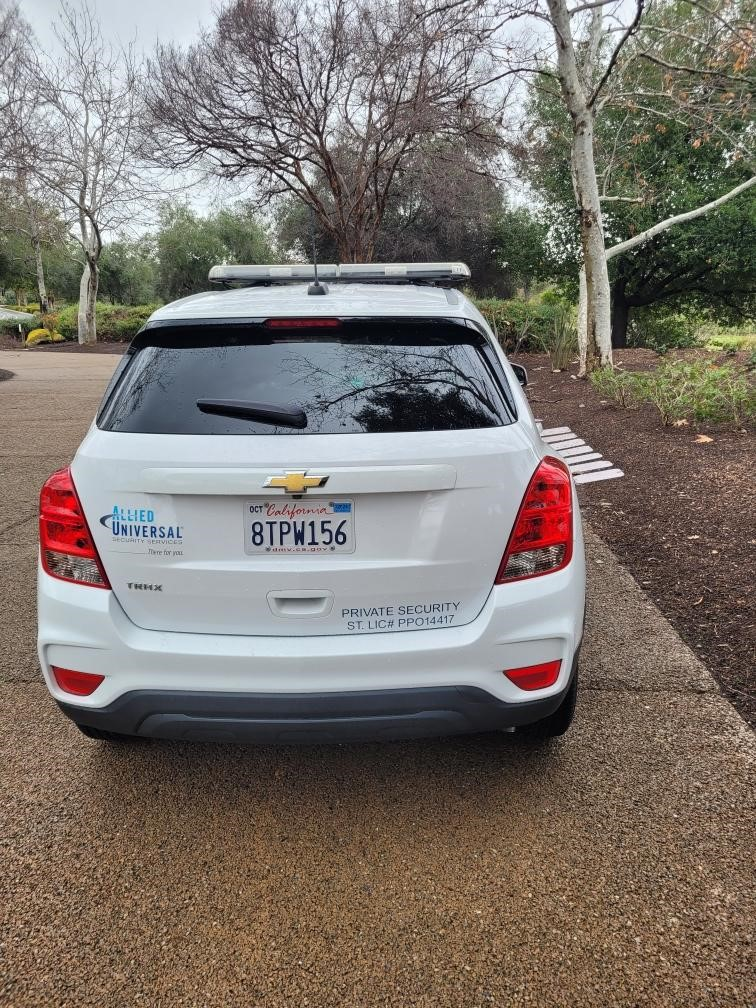 ALLIED
UNIVERSAL
SECURITY SERVICES
There for you.
OCT California
8TPW156
dmv.ca.gov
TRAX
PRIVATE SECURITY
ST. LIC# PPO14417